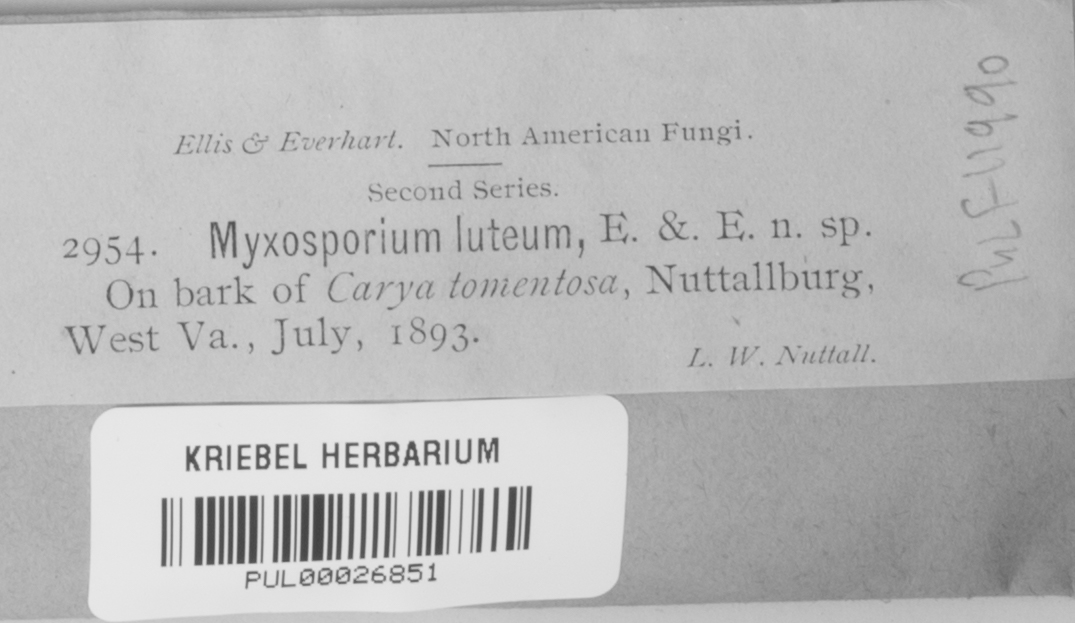 Ellis & Everhart. North American Fungi.
Second Series.
2954. Myxosporium luteum, E. &. E. n. sp.
On bark of Carya tomentosa, Nuttallburg,
West Va., July, 1893.
L. W. Nuttall.
PuLF11990
KRIEBEL HERBARIUM
PUL00026851